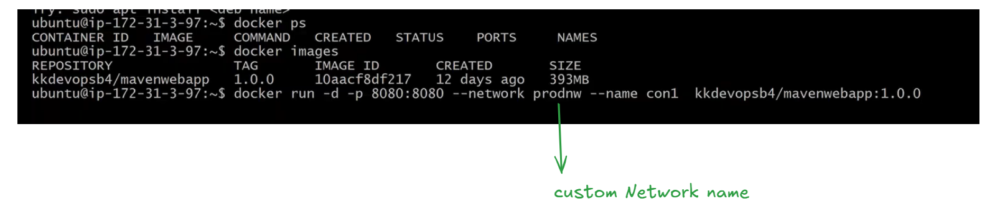 Try: sudo apt install <deb name>
ubuntu@ip-172-31-3-97:~$ docker ps
CONTAINER ID   IMAGE     COMMAND   CREATED   STATUS    PORTS     NAMES
ubuntu@ip-172-31-3-97:~$ docker images
REPOSITORY               TAG       IMAGE ID       CREATED       SIZE
kkdevopsb4/mavenwebapp   1.0.0     10aacf8df217   12 days ago   393MB
ubuntu@ip-172-31-3-97:~$ docker run -d -p 8080:8080 --network prodnw --name con1  kkdevopsb4/mavenwebapp:1.0.0
custom Network name